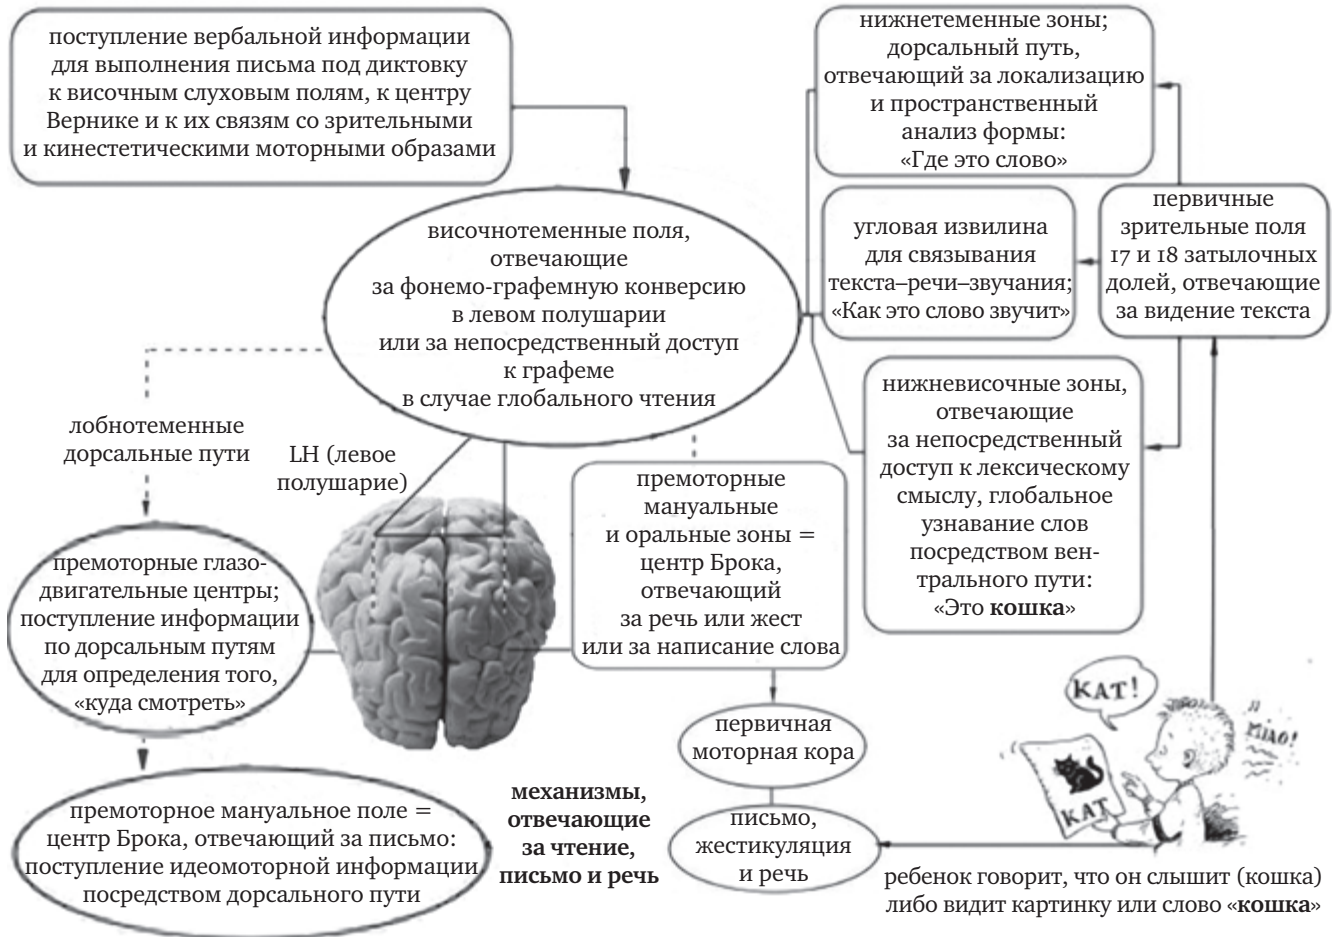 поступление вербальной информации
для выполнения письма под диктовку
к височным слуховым полям, к центру
Вернике и к их связям со зрительными
и кинестетическими моторными образами
нижнетеменные зоны;
дорсальный путь,
отвечающий за локализацию
и пространственный
анализ формы:
«Где это слово»
височнотеменные поля,
отвечающие
за фонемо-графемную конверсию
в левом полушарии
или за непосредственный доступ
к графеме
в случае глобального чтения
угловая извилина
для связывания
текста–речи–звучания;
«Как это слово звучит»
первичные
зрительные поля
17 и 18 затылочных
долей, отвечающие
за видение текста
нижневисочные зоны,
отвечающие
за непосредственный
доступ к лексическому
смыслу, глобальное
узнавание слов
посредством вен-
трального пути:
«Это кошка»
лобнотеменные
дорсальные пути
LH (левое
полушарие)
премоторные
мануальные
и оральные зоны =
центр Брока,
отвечающий
за речь или жест
или за написание слова
премоторные глазо-
двигательные центры;
поступление информации
по дорсальным путям
для определения того,
«куда смотреть»
первичная
моторная кора
премоторное мануальное поле =
центр Брока, отвечающий за письмо:
поступление идеомоторной информации
посредством дорсального пути
механизмы,
отвечающие
за чтение,
письмо и речь
письмо,
жестикуляция
и речь
KAT!
MIAO!
KAT
ребенок говорит, что он слышит (кошка)
либо видит картинку или слово «кошка»